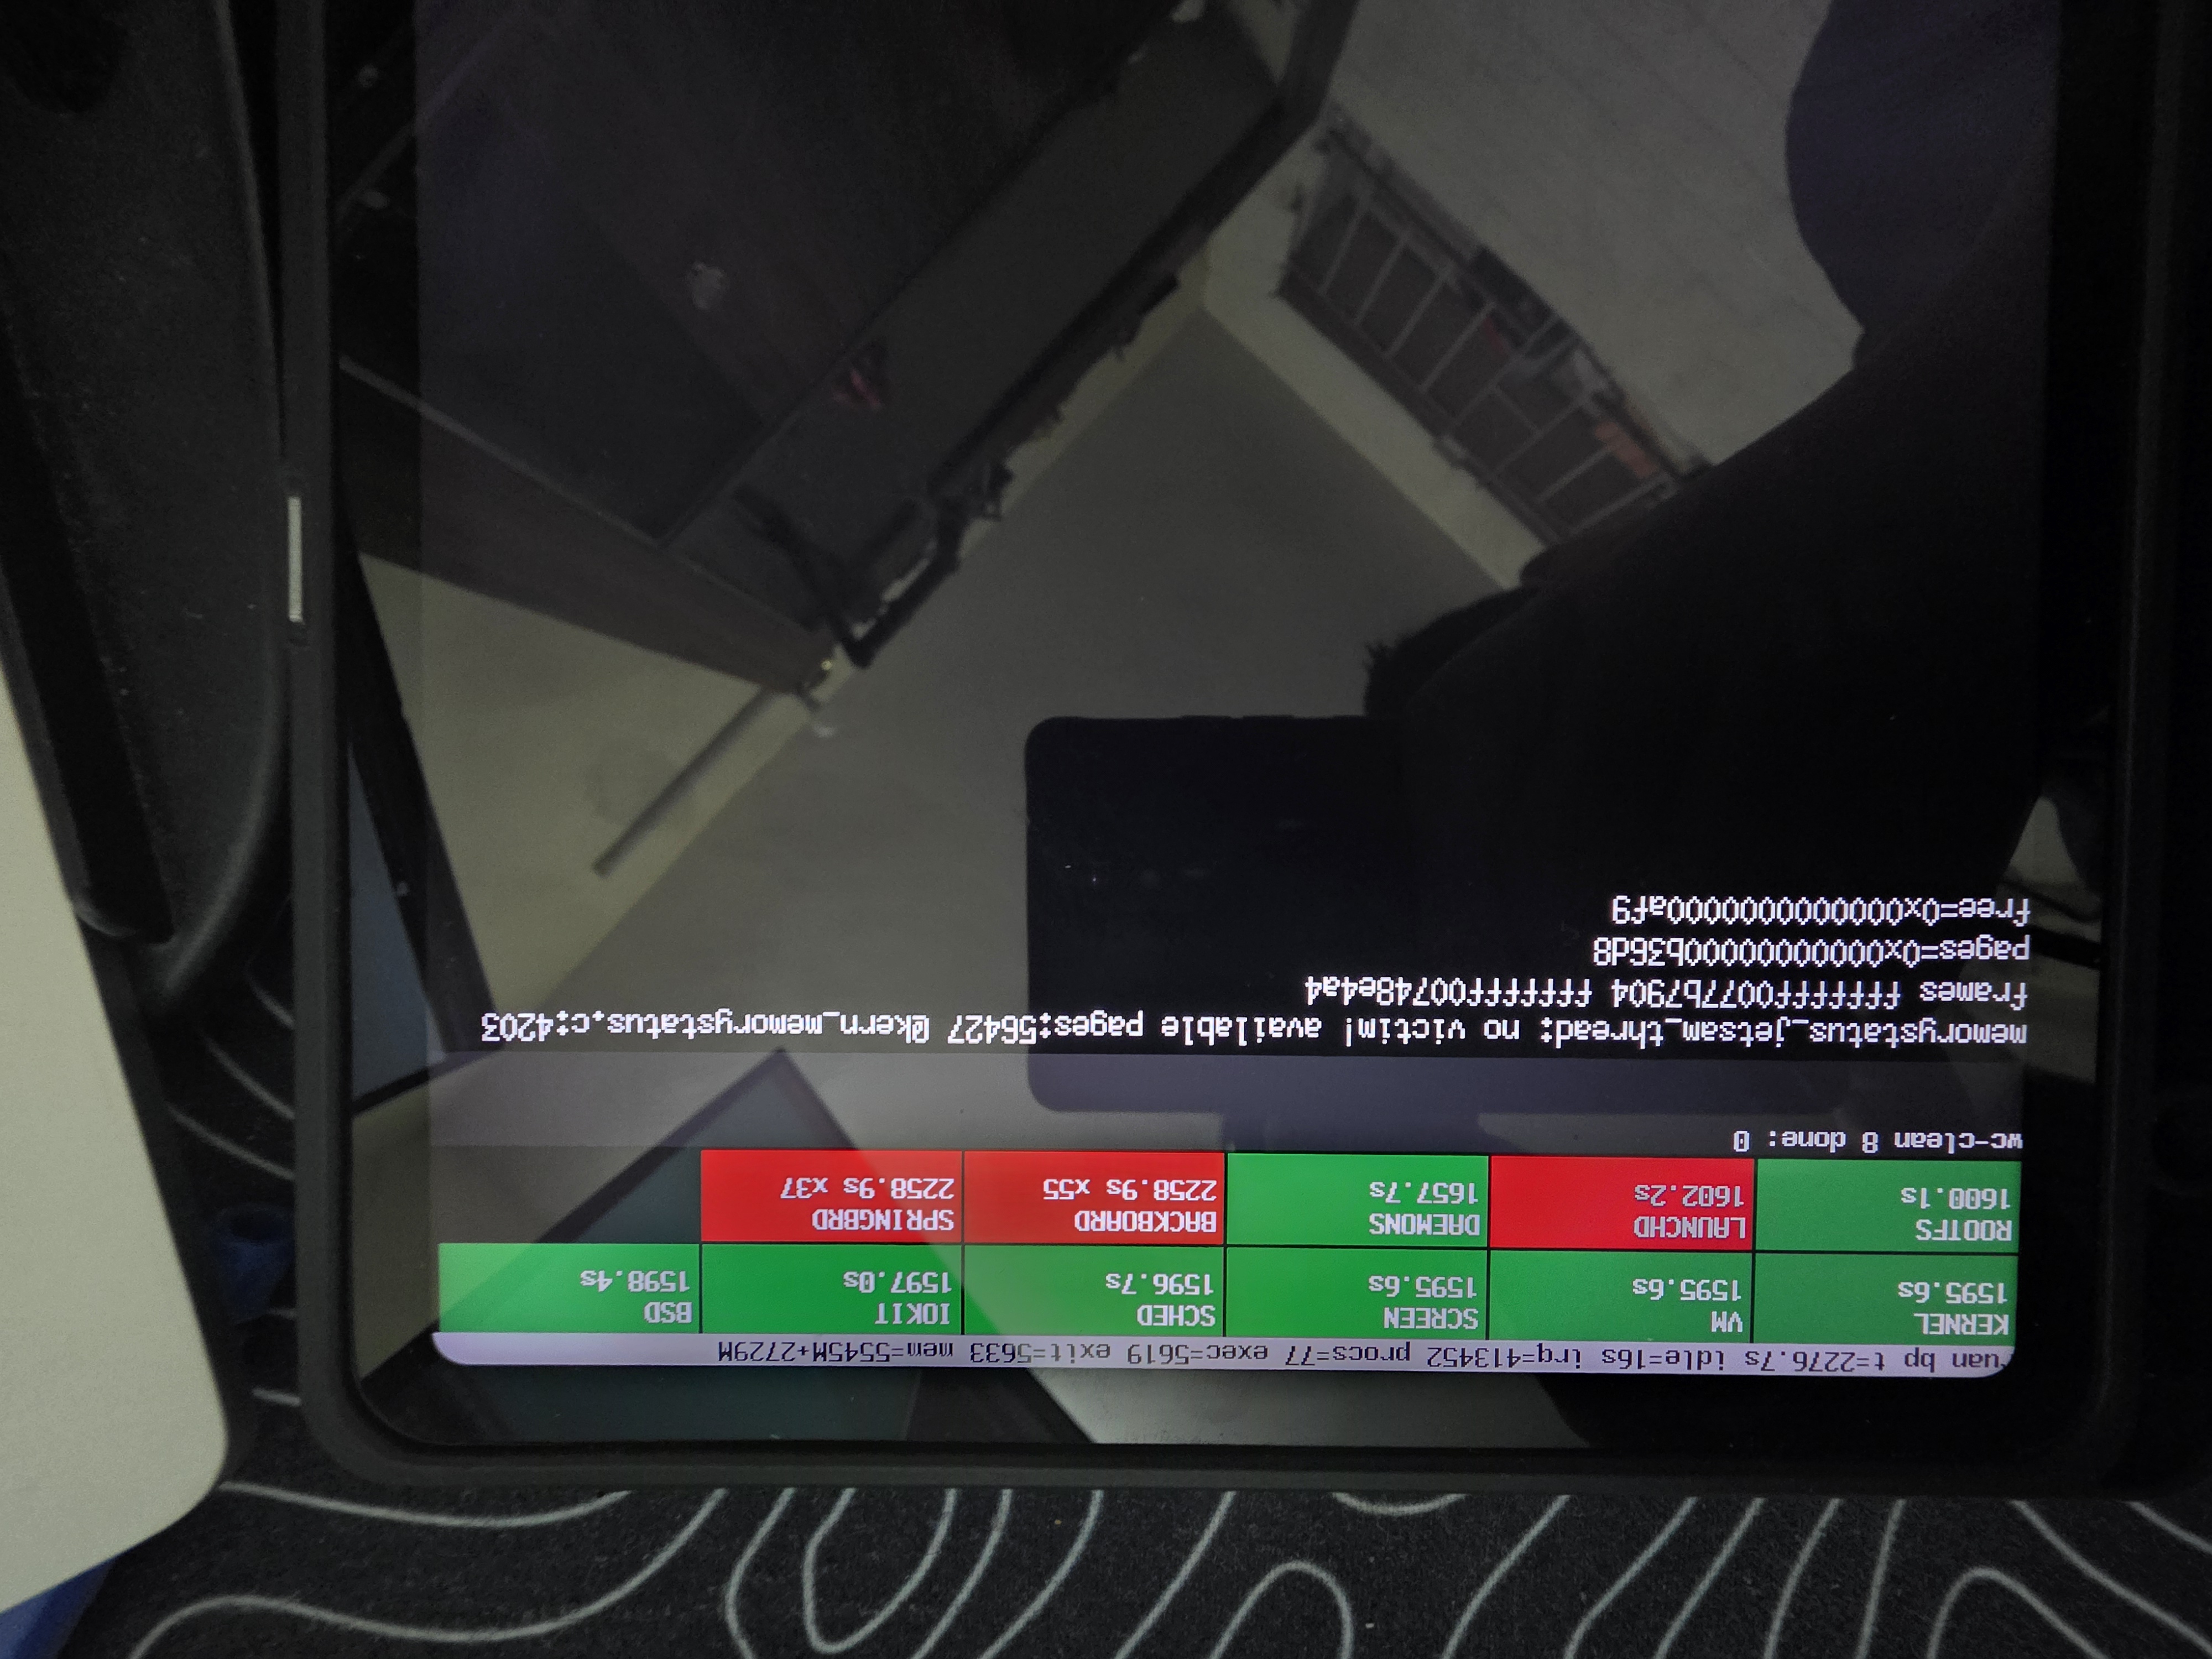 uan bp t=2276.7s idle=16s irq=413452 procs=77 exec=5619 exit=5633 mem=5545M+2729M
KERNEL
1595.6s
VM
1595.6s
SCREEN
1595.6s
SCHED
1596.7s
IOKIT
1597.0s
BSD
1598.4s
ROOTFS
1600.1s
LAUNCHD
1602.2s
DAEMONS
1657.7s
BACKBOARD
2258.9s x55
SPRINGBRD
2258.9s x37
wc-clean 8 done: 0
memorystatus_jetsam_thread: no victim! available pages:56427 @kern_memorystatus.c:4203
frames fffffff0077b7904 fffffff00748e4a4
pages=0x00000000000b36d8
free=0x0000000000000af9